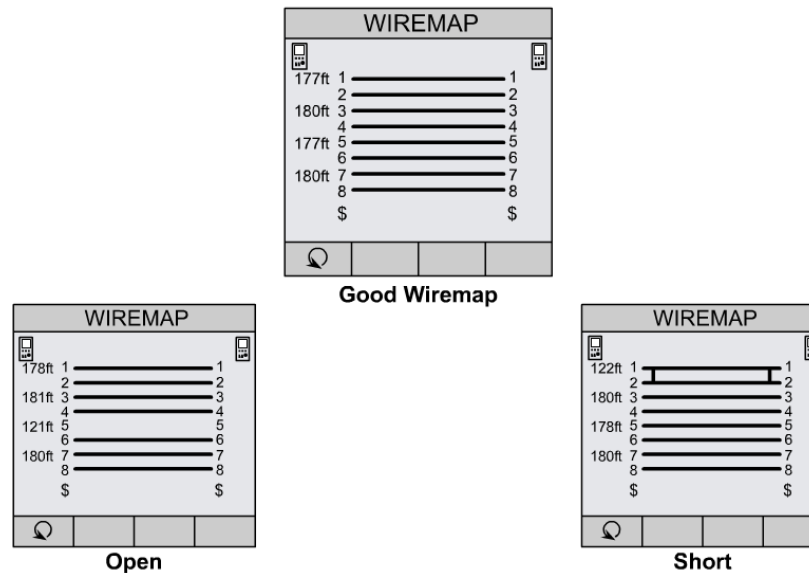 WIREMAP
177ft 1 1
2 2
180ft 3 3
4 4
177ft 5 5
6 6
180ft 7 7
8 8
$ $
Good Wiremap
WIREMAP
178ft 1 1
2 2
181ft 3 3
4 4
121ft 5 5
6 6
180ft 7 7
8 8
$ $
Open
WIREMAP
122ft 1 1
2 2
180ft 3 3
4 4
178ft 5 5
6 6
180ft 7 7
8 8
$ $
Short